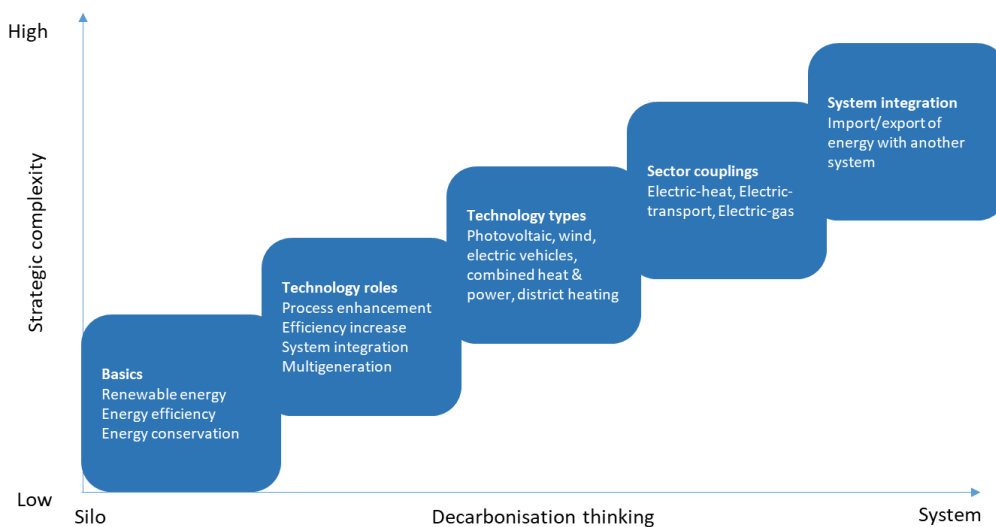 High
System integration
Import/export of
energy with another
system
Sector couplings
Electric-heat, Electric-
transport, Electric-gas
Technology types
Photovoltaic, wind,
electric vehicles,
combined heat &
power, district heating
Strategic complexity
Technology roles
Process enhancement
Efficiency increase
System integration
Multigeneration
Basics
Renewable energy
Energy efficiency
Energy conservation
Low
Silo
Decarbonisation thinking
System